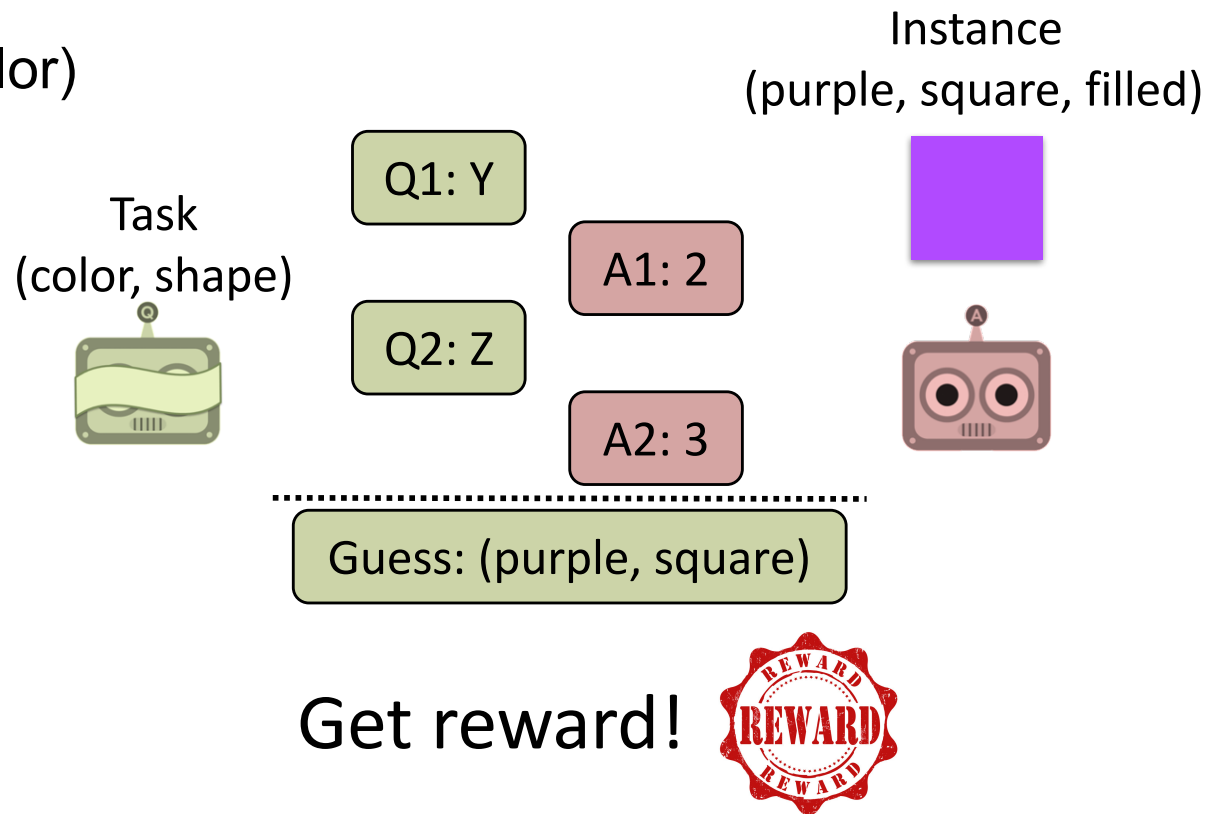 lor)
Instance
(purple, square, filled)
Task
(color, shape)
Q1: Y
A1: 2
Q2: Z
A2: 3
Q
A
Guess: (purple, square)
Get reward!
REWARD
REWARD
REWARD